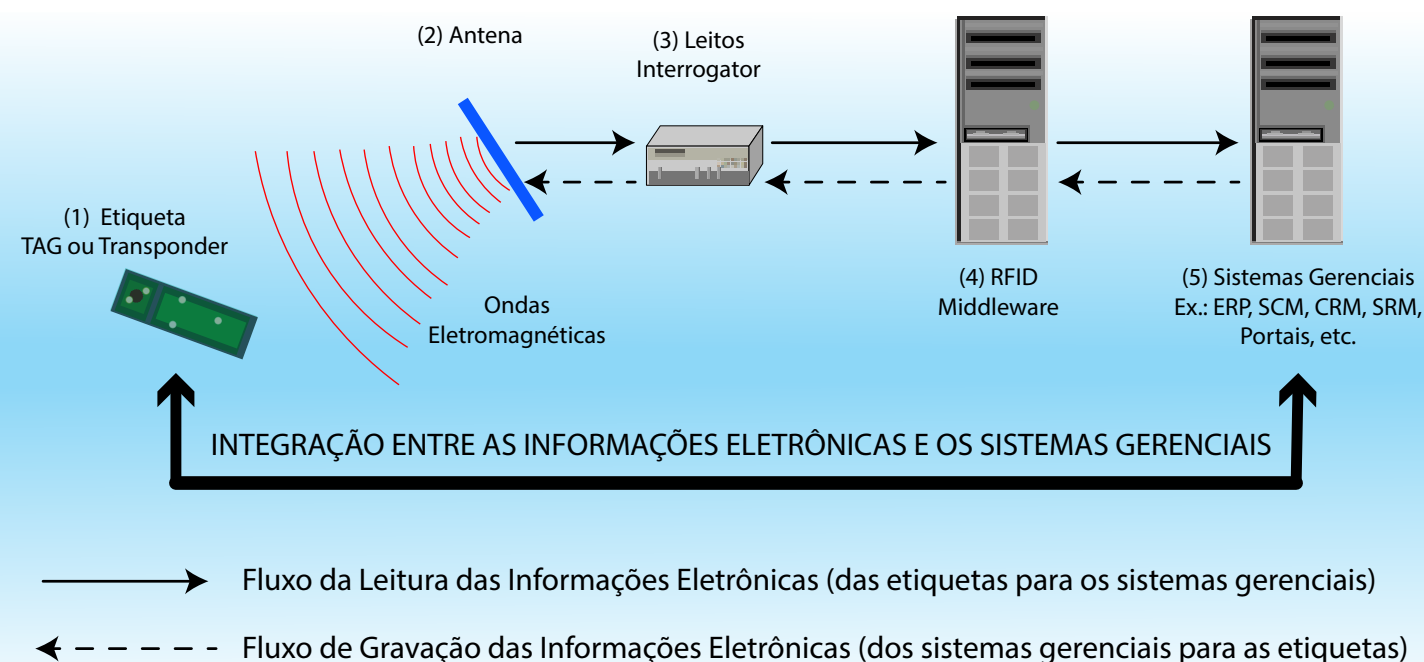 (2) Antena
(3) Leitos
Interrogator
(1) Etiqueta
TAG ou Transponder
Ondas
Eletromagnéticas
(4) RFID
Middleware
(5) Sistemas Gerenciais
Ex.: ERP, SCM, CRM, SRM,
Portais, etc.
INTEGRAÇÃO ENTRE AS INFORMAÇÕES ELETRÔNICAS E OS SISTEMAS GERENCIAIS
Fluxo da Leitura das Informações Eletrônicas (das etiquetas para os sistemas gerenciais)
Fluxo de Gravação das Informações Eletrônicas (dos sistemas gerenciais para as etiquetas)